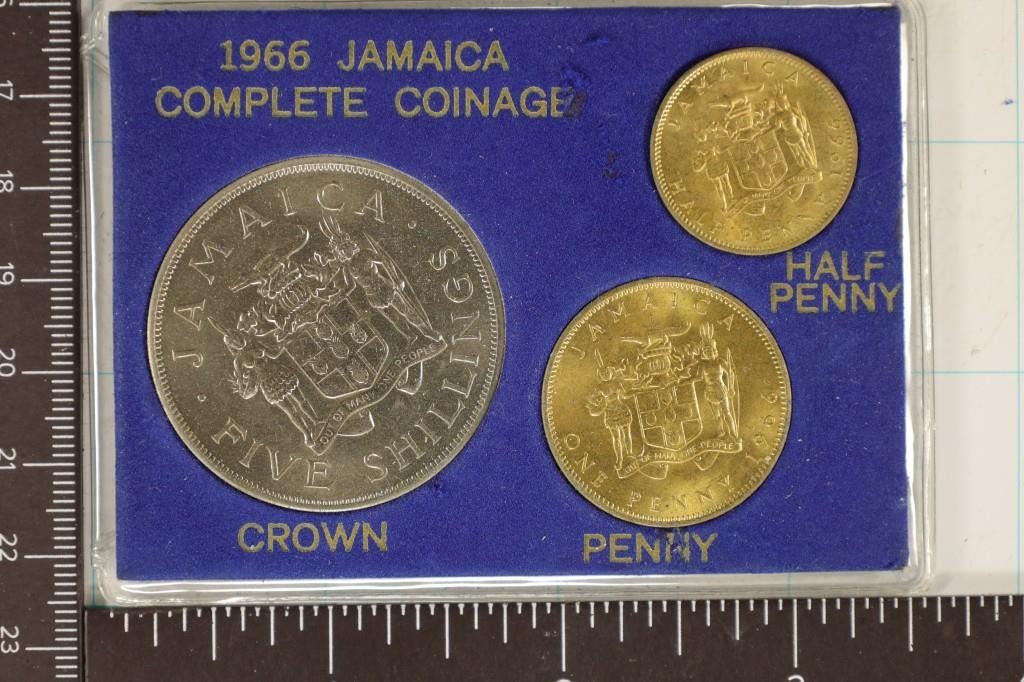 1966 JAMAICA
COMPLETE COINAGE
JAMAICA
HALF PENNY
1966
HALF
PENNY
JAMAICA
FIVE SHILLINGS
OUT OF MANY ONE PEOPLE
CROWN
JAMAICA
ONE PENNY
1966
OUT OF MANY, ONE PEOPLE
PENNY
17
18
19
20
21
22
23